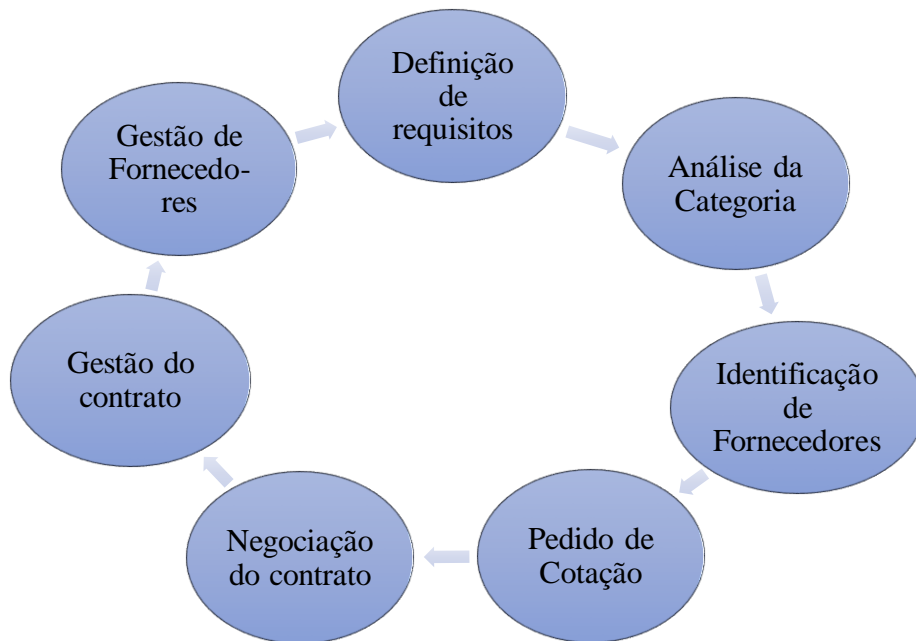 Definição
de
requisitos
Análise da
Categoria
Identificação
de
Fornecedores
Pedido de
Cotação
Negociação
do contrato
Gestão do
contrato
Gestão de
Fornecedo-
res